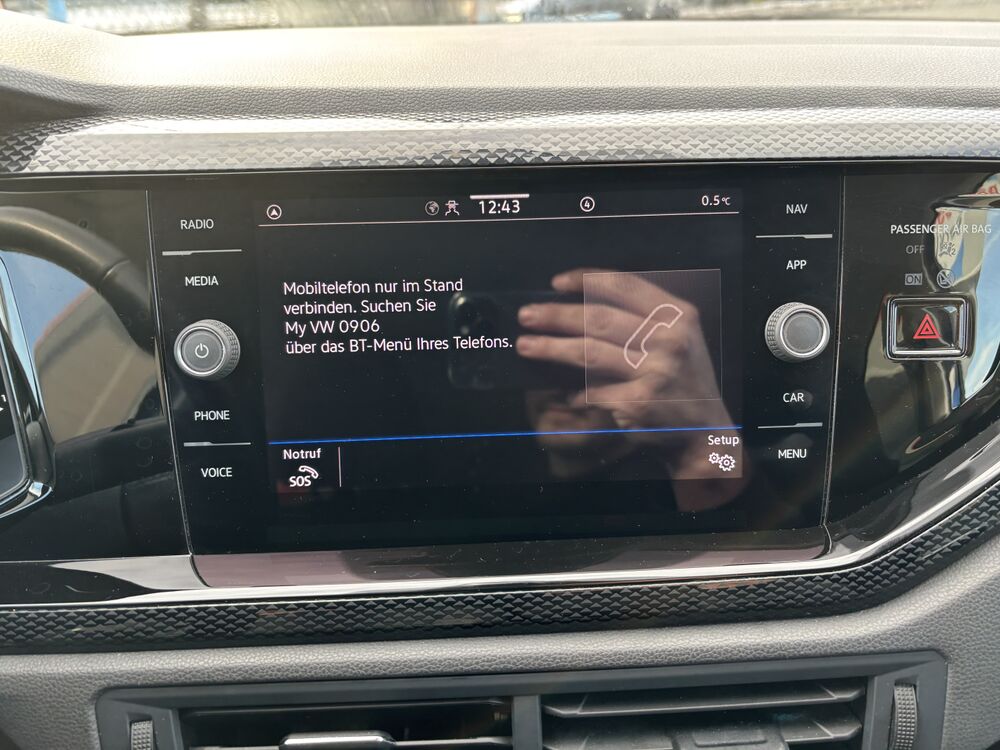 12:43
4
0.5°C
RADIO
MEDIA
PHONE
VOICE
Mobiltelefon nur im Stand
verbinden. Suchen Sie
My VW 0906
über das BT-Menü Ihres Telefons.
Notruf
SOS
Setup
NAV
APP
CAR
MENU
PASSENGER AIR BAG
OFF
ON